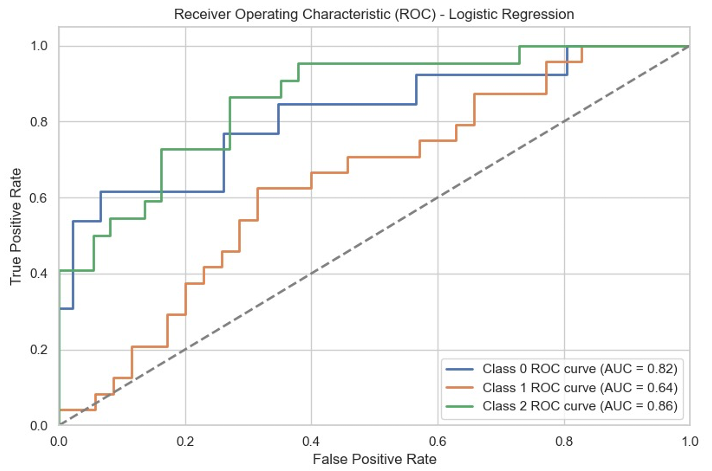 Receiver Operating Characteristic (ROC) - Logistic Regression
True Positive Rate
1.0
0.8
0.6
0.4
0.2
0.0
0.0 0.2 0.4 0.6 0.8 1.0
False Positive Rate
Class 0 ROC curve (AUC = 0.82)
Class 1 ROC curve (AUC = 0.64)
Class 2 ROC curve (AUC = 0.86)